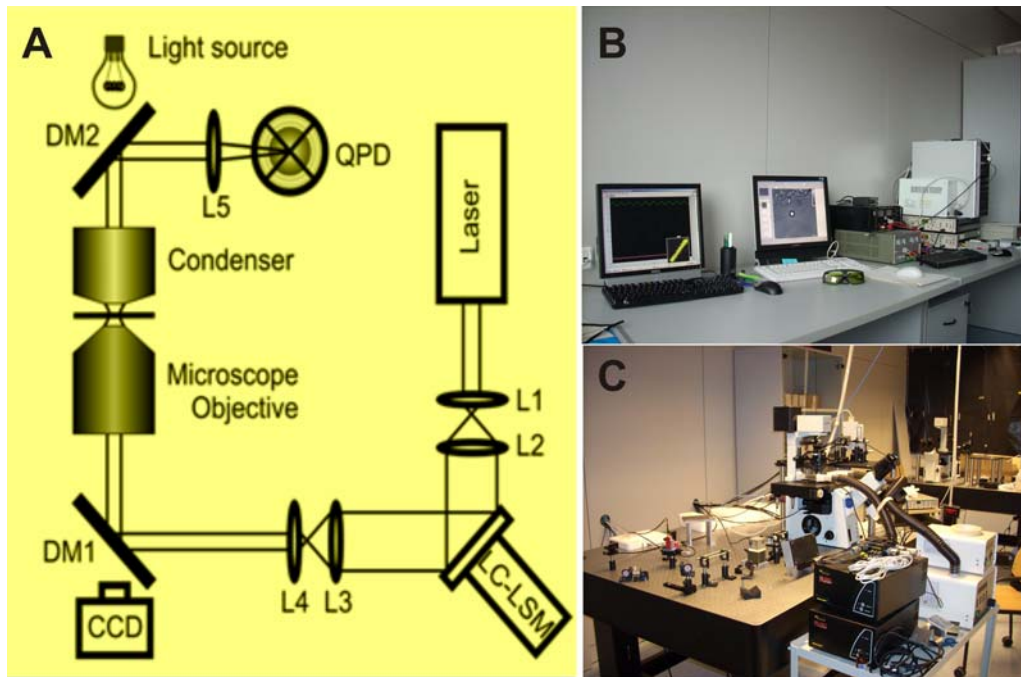 A
Light source
DM2
QPD
L5
Laser
Condenser
Microscope
Objective
L1
L2
DM1
L4 L3
LC-LSM
CCD
B
C